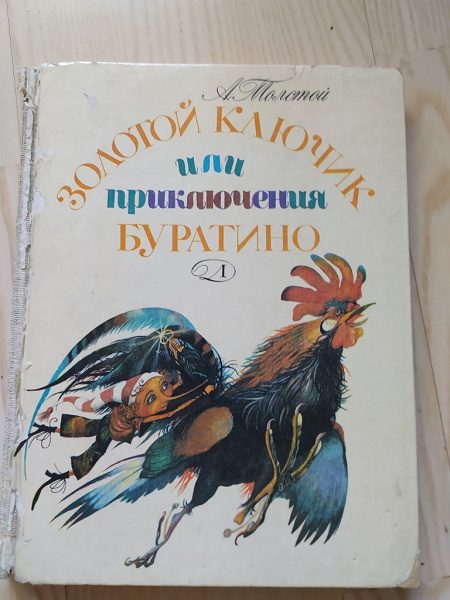 А. Толстой
ЗОЛОТОЙ КЛЮЧИК
или
приключения
БУРАТИНО